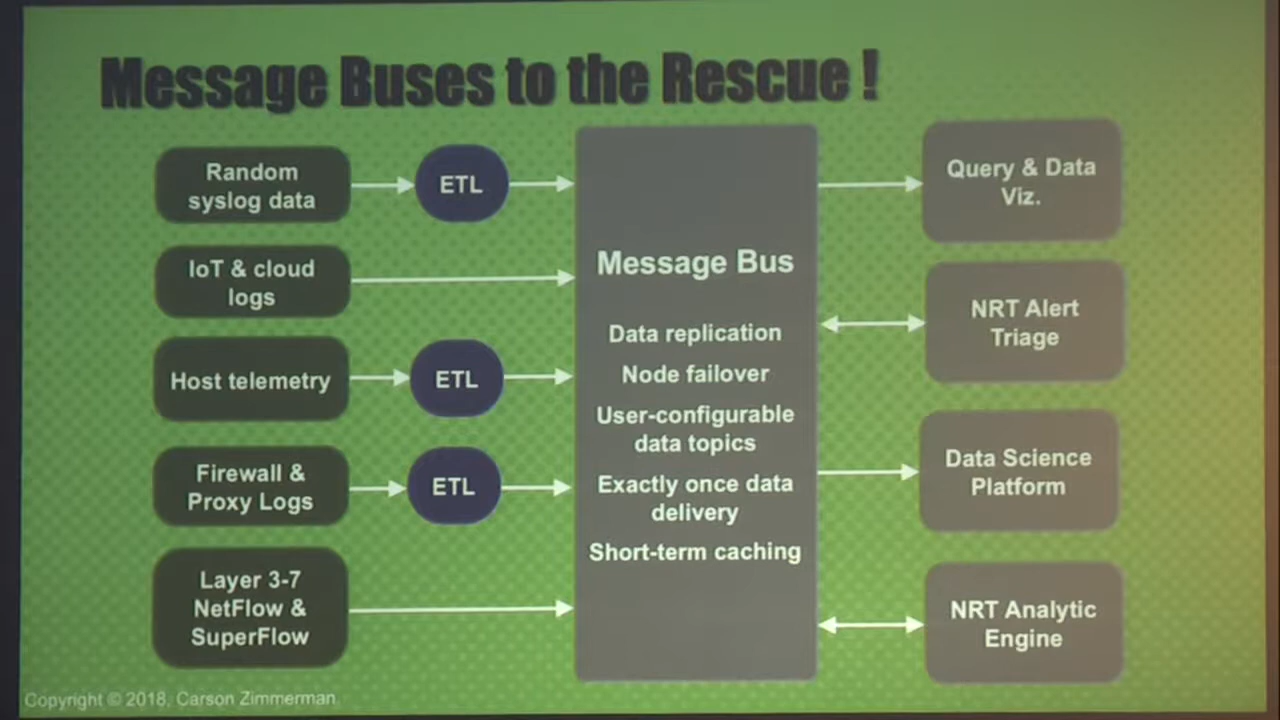 Message Buses to the Rescue !
Random
syslog data
ETL
IoT & cloud
logs
Host telemetry
ETL
Firewall &
Proxy Logs
ETL
Layer 3-7
NetFlow &
SuperFlow
Message Bus
Data replication
Node failover
User-configurable
data topics
Exactly once data
delivery
Short-term caching
Query & Data
Viz.
NRT Alert
Triage
Data Science
Platform
NRT Analytic
Engine
Copyright © 2018, Carson Zimmerman